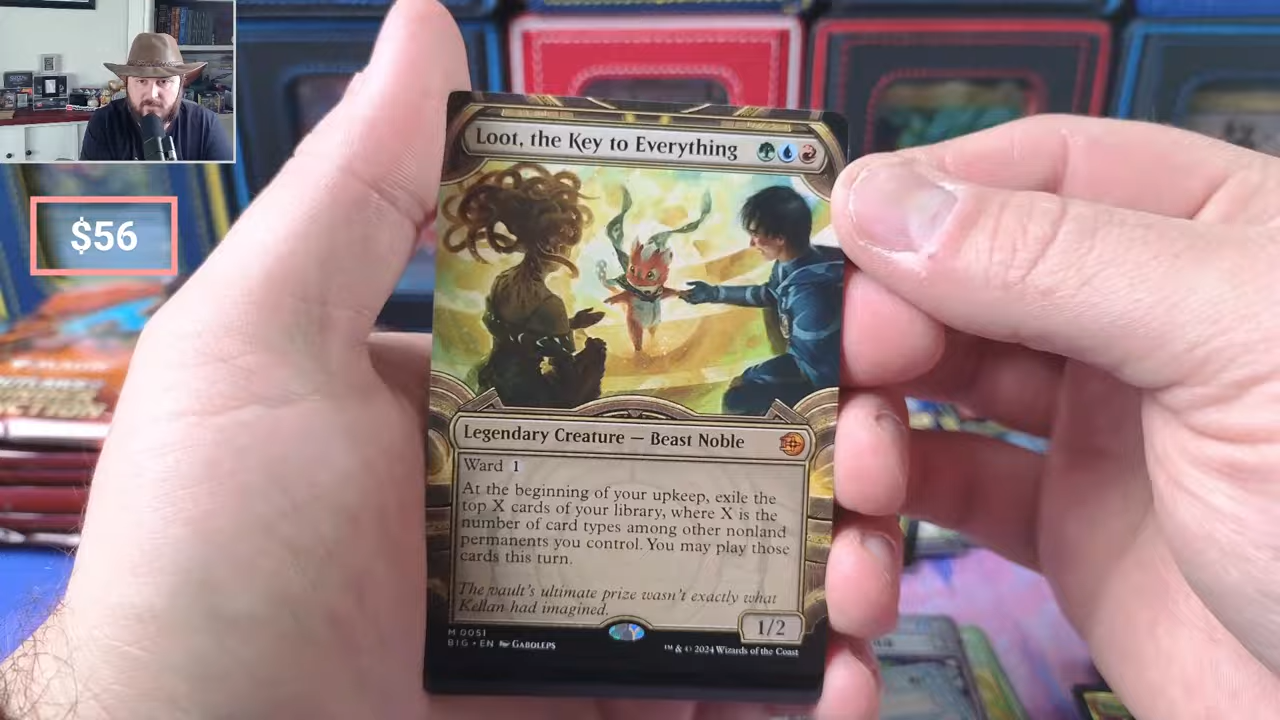 $56
Loot, the Key to Everything
Legendary Creature — Beast Noble
Ward 1
At the beginning of your upkeep, exile the
top X cards of your library, where X is the
number of card types among other nonland
permanents you control. You may play those
cards this turn.
The vault's ultimate prize wasn't exactly what
Kellan had imagined.
1/2
M 0051
BIG • EN GABOLEPS
™ & © 2024 Wizards of the Coast